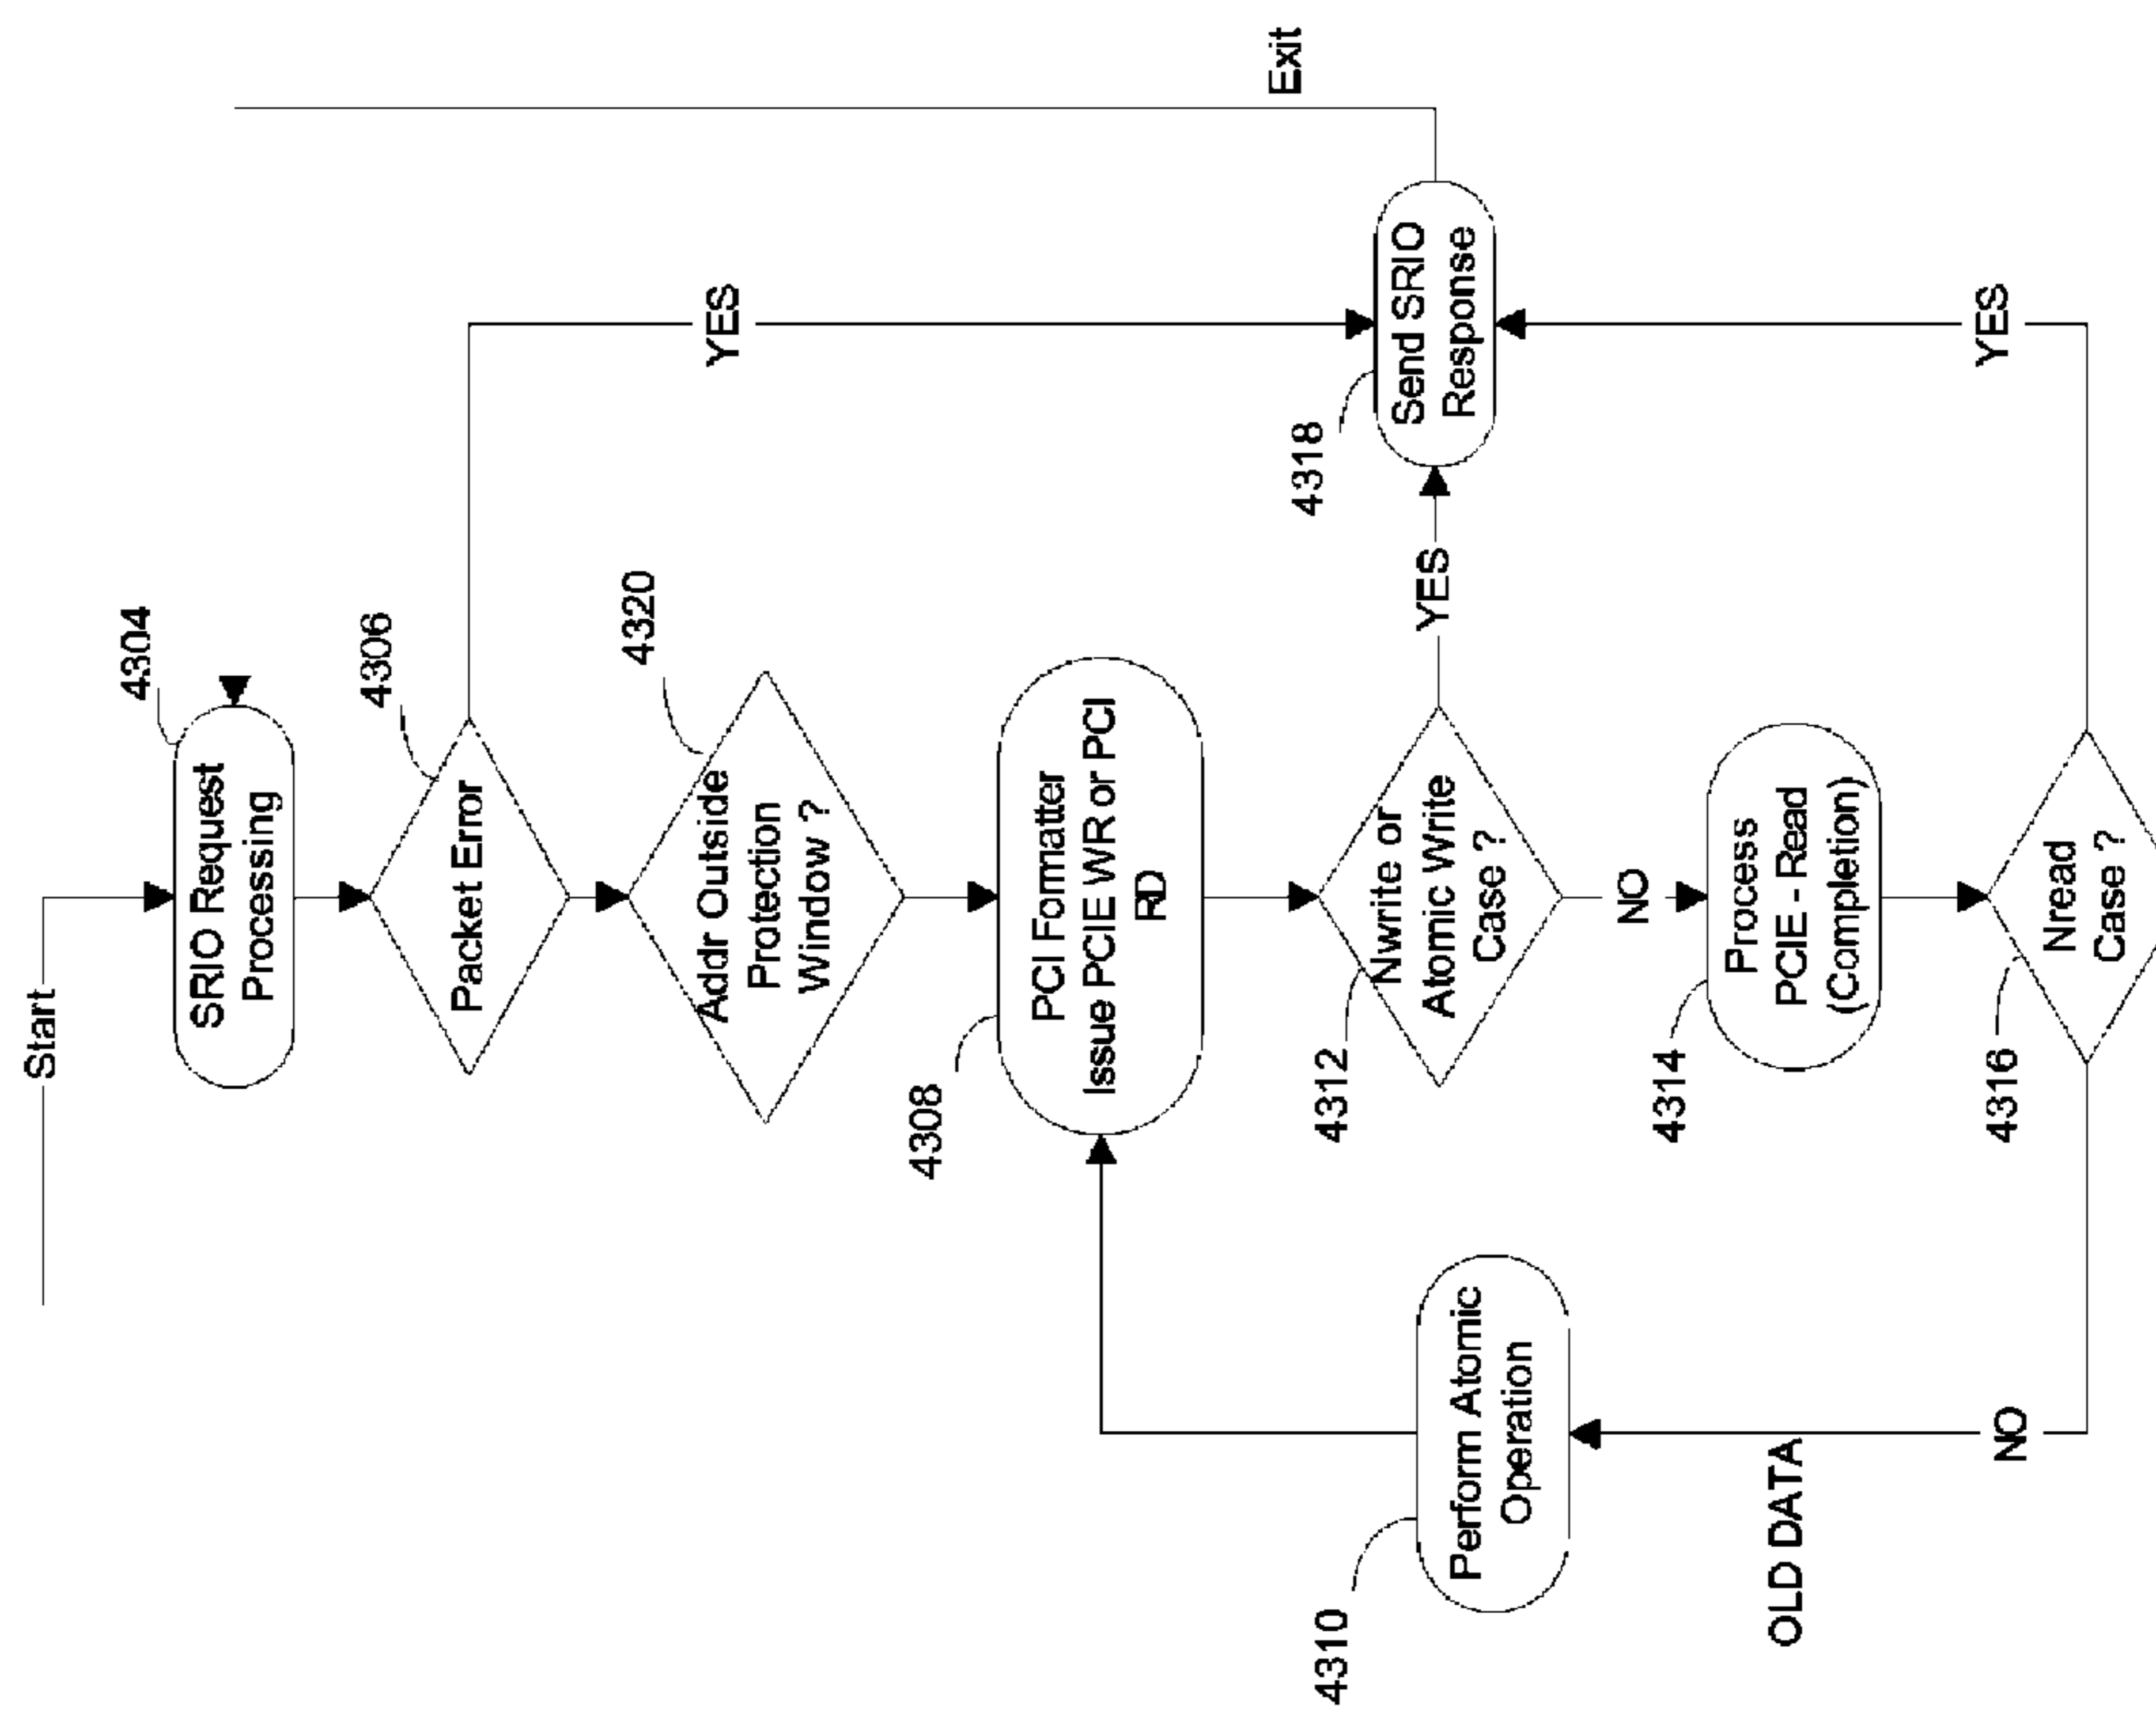 Start
4304
SRIO Request
Processing
4306
Packet Error
YES
4320
Addr Outside
Protection
Window ?
4308
PCI Formatter
Issue PCIE WR or PCI
RD
4312
Nwrite or
Atomic Write
Case ?
YES
4318
Send SRIO
Response
Exit
NO
4314
Process
PCIE - Read
(Completion)
4316
Nread
Case ?
YES
NO
OLD DATA
4310
Perform Atomic
Operation